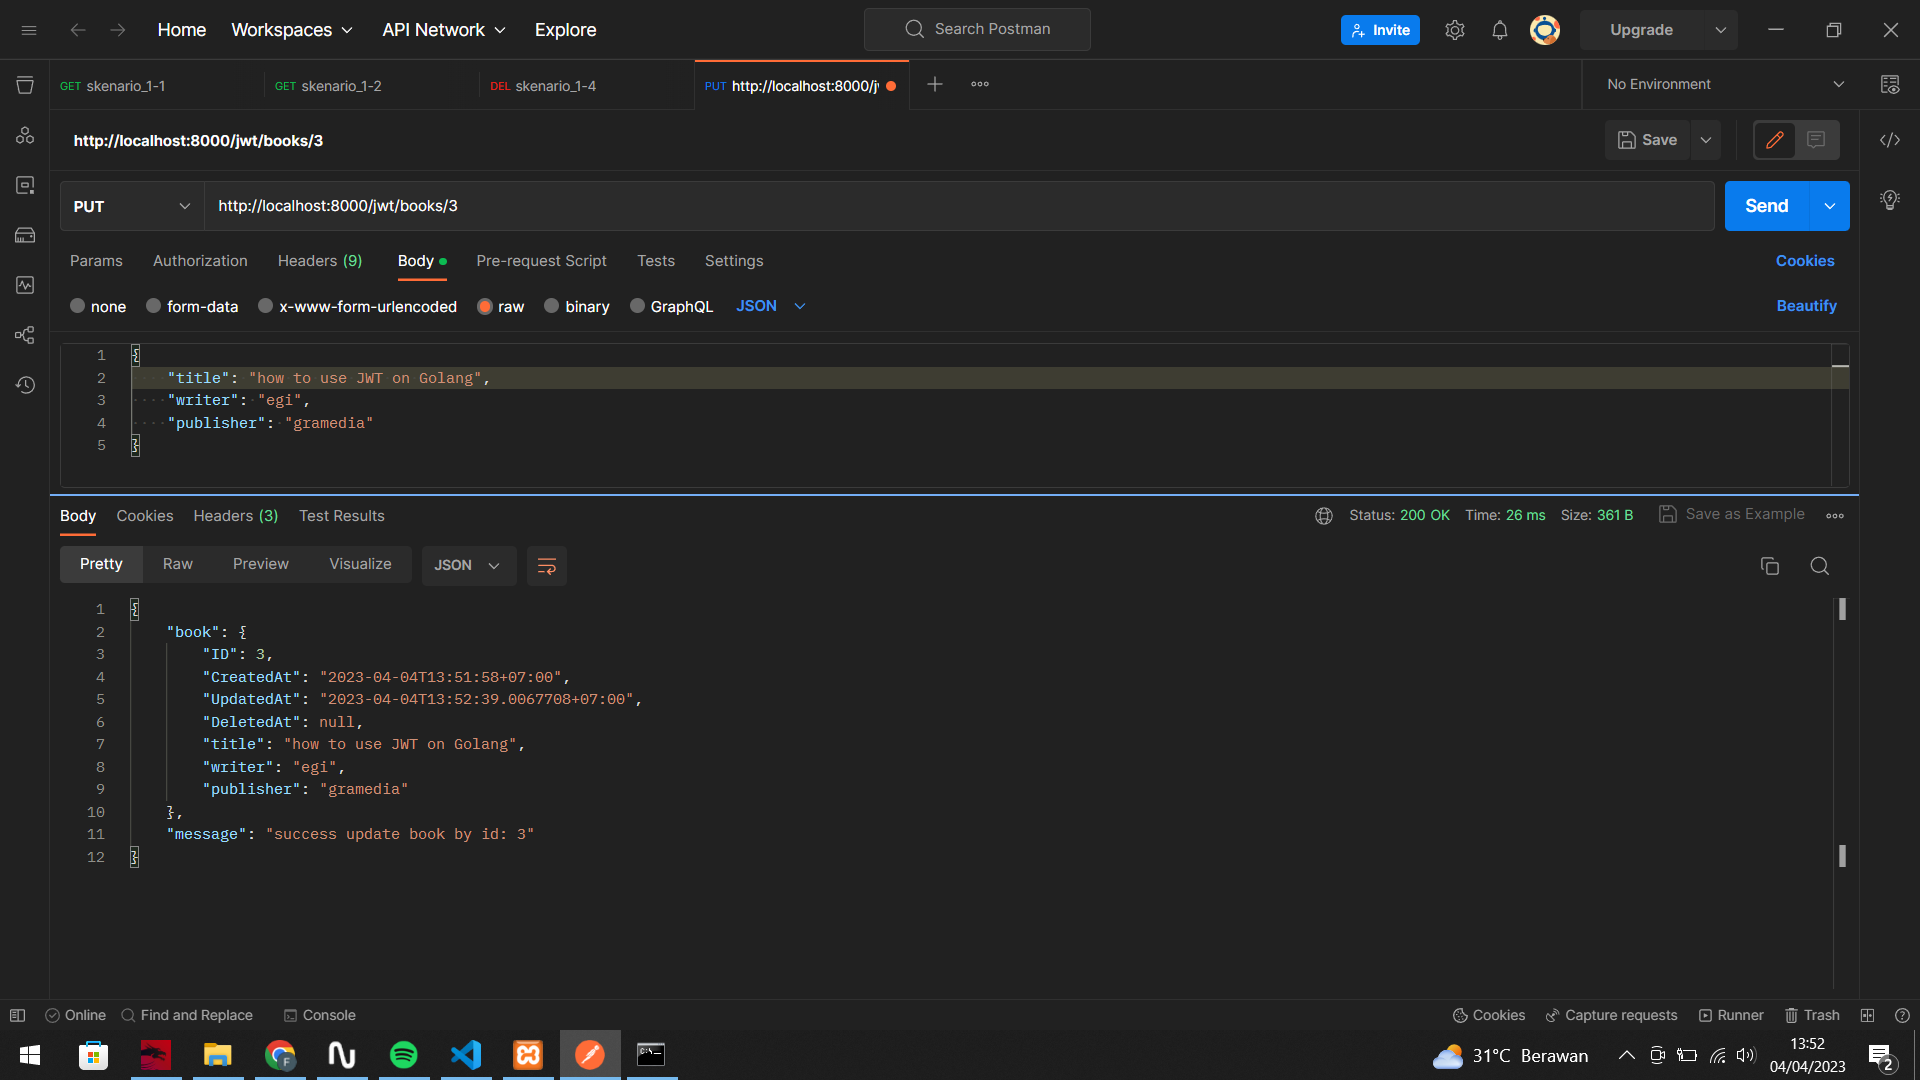 Home Workspaces API Network Explore Search Postman Invite Upgrade
GET skenario_1-1 GET skenario_1-2 DEL skenario_1-4 PUT http://localhost:8000/j No Environment
http://localhost:8000/jwt/books/3 Save
PUT http://localhost:8000/jwt/books/3 Send
Params Authorization Headers (9) Body Pre-request Script Tests Settings Cookies
none form-data x-www-form-urlencoded raw binary GraphQL JSON Beautify
1 {
2 "title": "how to use JWT on Golang",
3 "writer": "egi",
4 "publisher": "gramedia"
5 }
Body Cookies Headers (3) Test Results Status: 200 OK Time: 26 ms Size: 361 B Save as Example
Pretty Raw Preview Visualize JSON
1 {
2 "book": {
3 "ID": 3,
4 "CreatedAt": "2023-04-04T13:51:58+07:00",
5 "UpdatedAt": "2023-04-04T13:52:39.0067708+07:00",
6 "DeletedAt": null,
7 "title": "how to use JWT on Golang",
8 "writer": "egi",
9 "publisher": "gramedia"
10 },
11 "message": "success update book by id: 3"
12 }
Online Find and Replace Console Cookies Capture requests Runner Trash
31°C Berawan 13:52
04/04/2023 2